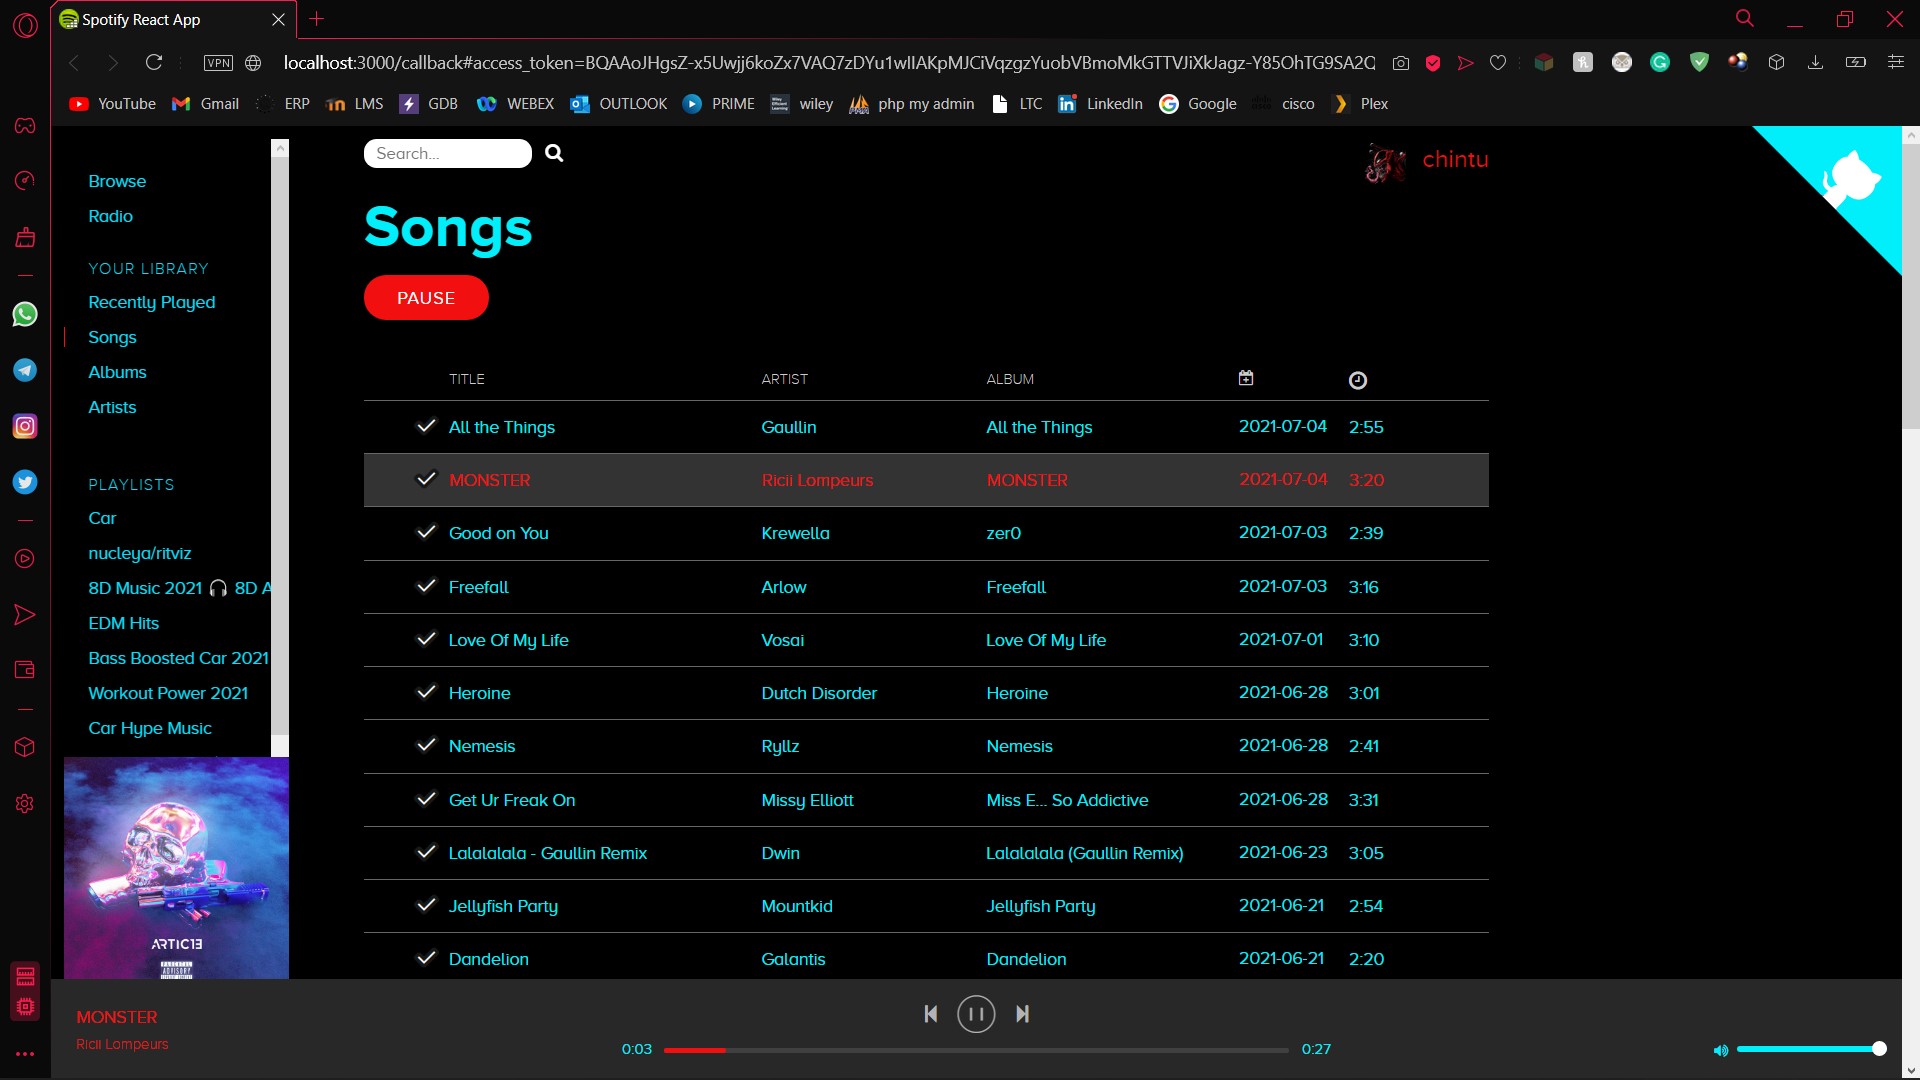 Spotify React App
VPN
localhost:3000/callback#access_token=BQAAoJHgsZ-x5Uwjj6koZx7VAQ7zDYu1wIIAKpMJCiVqzgzYuobVBmoMkGTTVJiXkJagz-Y85OhTG9SA2C
YouTube Gmail ERP LMS GDB WEBEX OUTLOOK PRIME wiley php my admin LTC LinkedIn Google cisco Plex
Search...
chintu
Browse
Radio
YOUR LIBRARY
Recently Played
Songs
Albums
Artists
PLAYLISTS
Car
nucleya/ritviz
8D Music 2021 🎧 8D A
EDM Hits
Bass Boosted Car 2021
Workout Power 2021
Car Hype Music
ARTIC13
PARENTAL
ADVISORY
Songs
PAUSE
TITLE ARTIST ALBUM
All the Things Gaullin All the Things 2021-07-04 2:55
MONSTER Ricii Lompeurs MONSTER 2021-07-04 3:20
Good on You Krewella zer0 2021-07-03 2:39
Freefall Arlow Freefall 2021-07-03 3:16
Love Of My Life Vosai Love Of My Life 2021-07-01 3:10
Heroine Dutch Disorder Heroine 2021-06-28 3:01
Nemesis Ryllz Nemesis 2021-06-28 2:41
Get Ur Freak On Missy Elliott Miss E... So Addictive 2021-06-28 3:31
Lalalalala - Gaullin Remix Dwin Lalalalala (Gaullin Remix) 2021-06-23 3:05
Jellyfish Party Mountkid Jellyfish Party 2021-06-21 2:54
Dandelion Galantis Dandelion 2021-06-21 2:20
MONSTER
Ricii Lompeurs
0:03 0:27